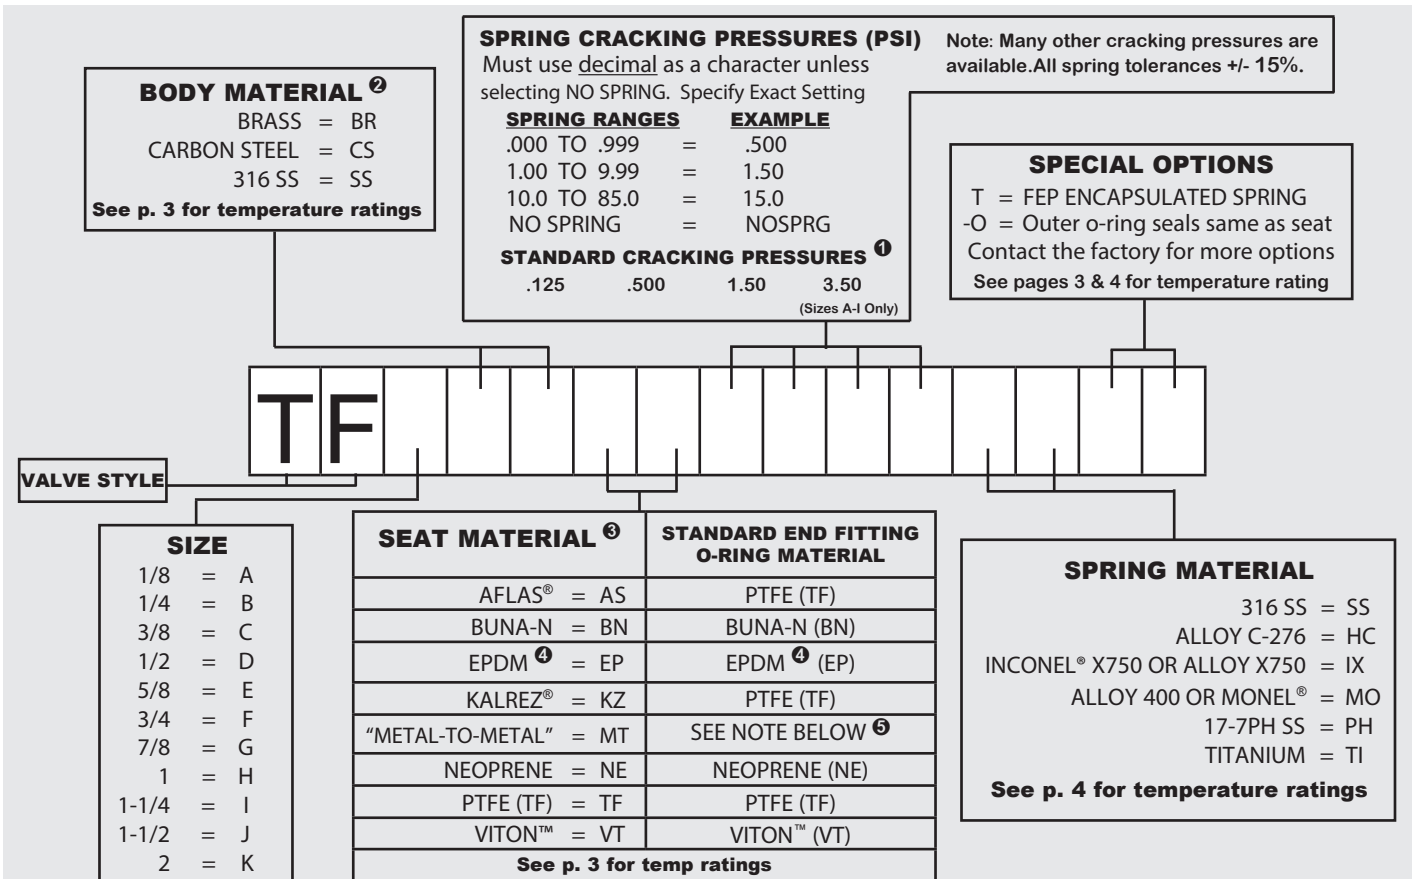 SPRING CRACKING PRESSURES (PSI)
Must use decimal as a character unless
selecting NO SPRING. Specify Exact Setting
SPRING RANGES EXAMPLE
.000 TO .999 = .500
1.00 TO 9.99 = 1.50
10.0 TO 85.0 = 15.0
NO SPRING = NOSPRG
STANDARD CRACKING PRESSURES ❶
.125 .500 1.50 3.50
(Sizes A-I Only)
Note: Many other cracking pressures are
available.All spring tolerances +/- 15%.
BODY MATERIAL ❷
BRASS = BR
CARBON STEEL = CS
316 SS = SS
See p. 3 for temperature ratings
SPECIAL OPTIONS
T = FEP ENCAPSULATED SPRING
-O = Outer o-ring seals same as seat
Contact the factory for more options
See pages 3 & 4 for temperature rating
TF
VALVE STYLE
SIZE
1/8 = A
1/4 = B
3/8 = C
1/2 = D
5/8 = E
3/4 = F
7/8 = G
1 = H
1-1/4 = I
1-1/2 = J
2 = K
SEAT MATERIAL ❸ STANDARD END FITTING
O-RING MATERIAL
AFLAS® = AS PTFE (TF)
BUNA-N = BN BUNA-N (BN)
EPDM ❹ = EP EPDM ❹ (EP)
KALREZ® = KZ PTFE (TF)
“METAL-TO-METAL” = MT SEE NOTE BELOW ❺
NEOPRENE = NE NEOPRENE (NE)
PTFE (TF) = TF PTFE (TF)
VITON™ = VT VITON™ (VT)
See p. 3 for temp ratings
SPRING MATERIAL
316 SS = SS
ALLOY C-276 = HC
INCONEL® X750 OR ALLOY X750 = IX
ALLOY 400 OR MONEL® = MO
17-7PH SS = PH
TITANIUM = TI
See p. 4 for temperature ratings